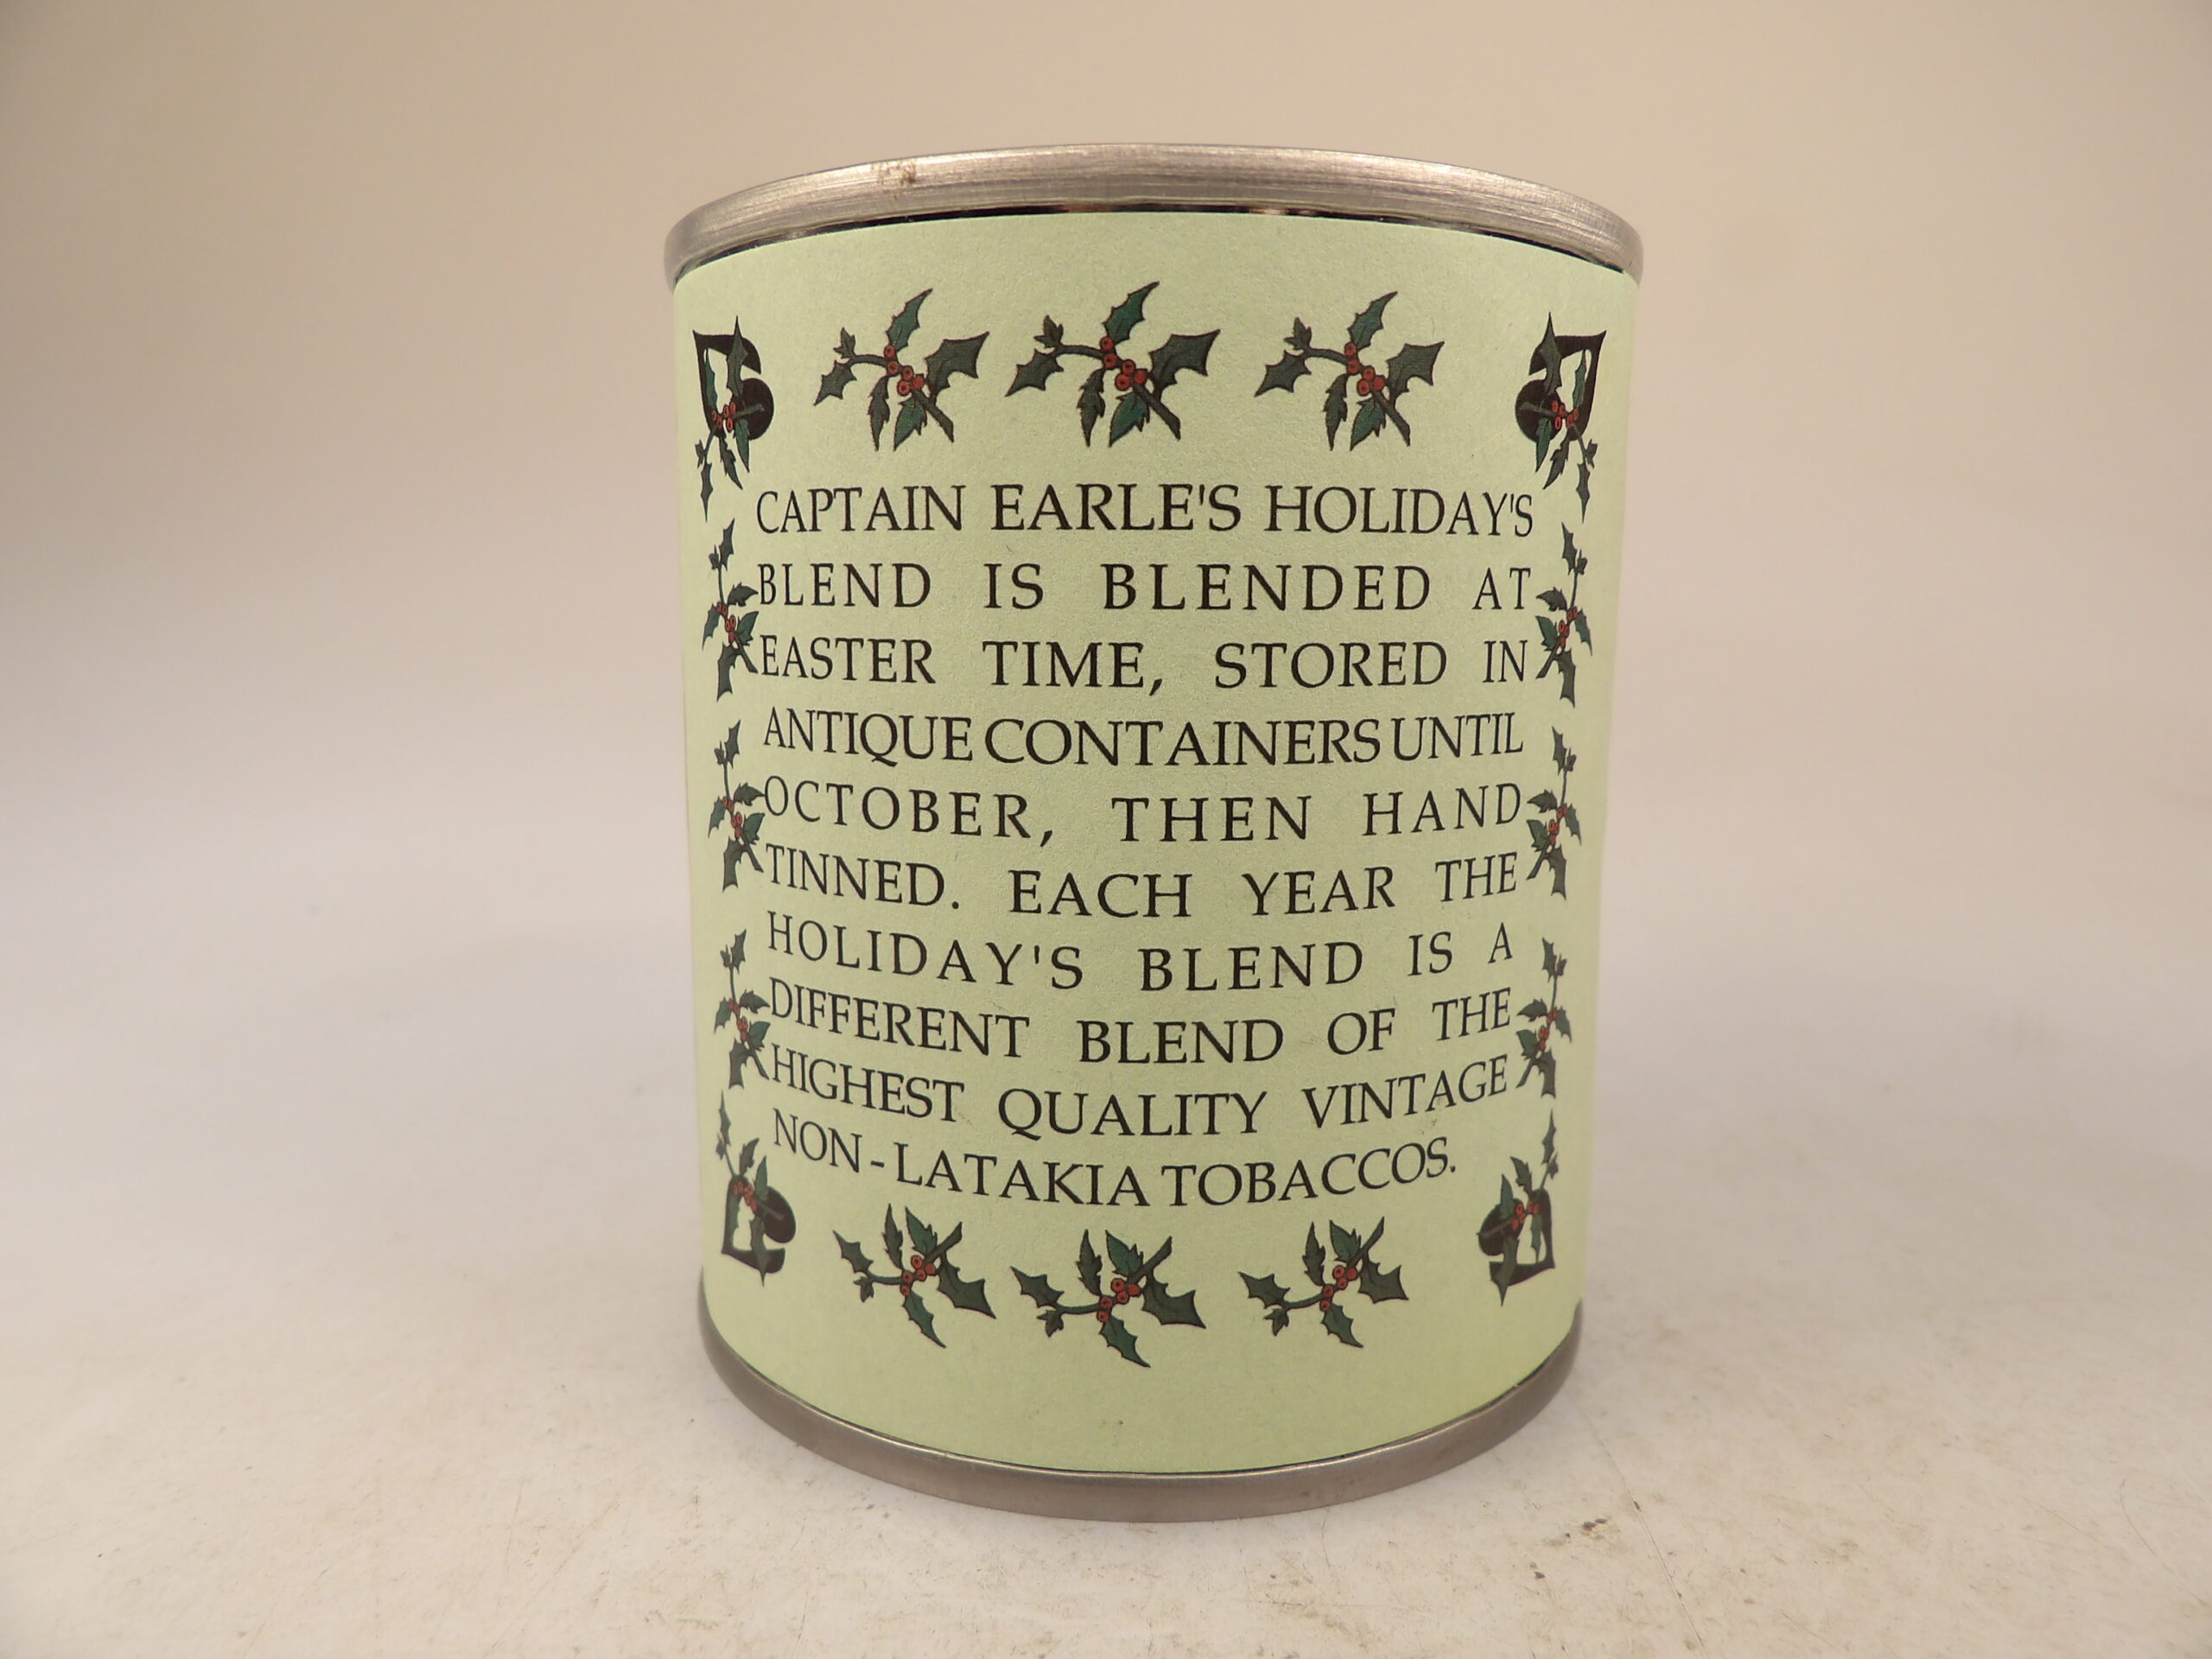 CAPTAIN EARLE'S HOLIDAY'S
BLEND IS BLENDED AT
EASTER TIME, STORED IN
ANTIQUE CONTAINERS UNTIL
OCTOBER, THEN HAND
TINNED. EACH YEAR THE
HOLIDAY'S BLEND IS A
DIFFERENT BLEND OF THE
HIGHEST QUALITY VINTAGE
NON-LATAKIA TOBACCOS.